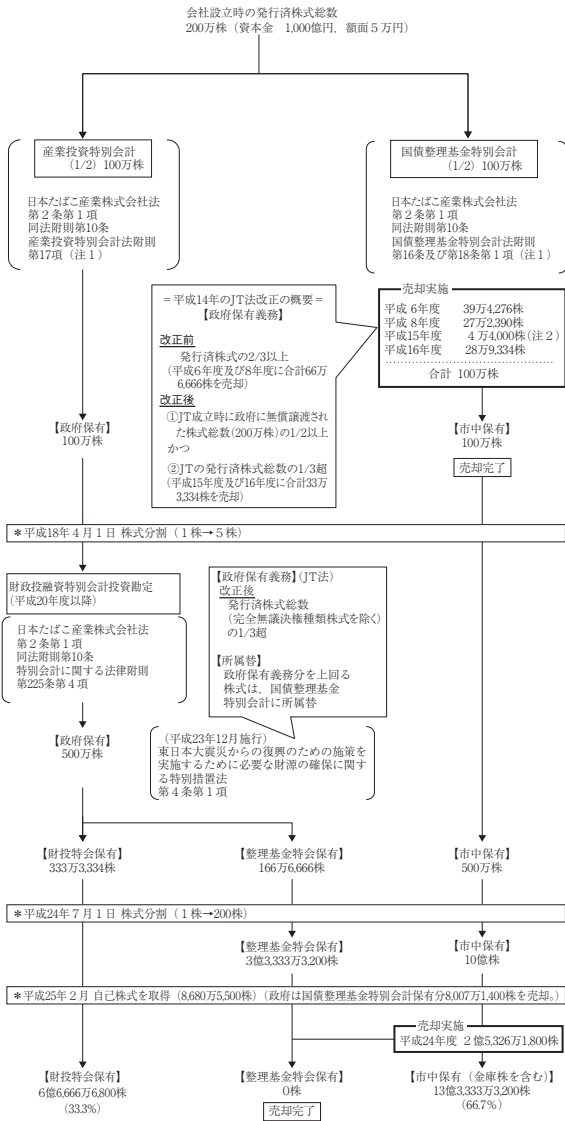 会社設立時の発行済株式総数
200万株（資本金　1,000億円，額面５万円）
産業投資特別会計
(1/2) 100万株
日本たばこ産業株式会社法
第２条第１項
同法附則第10条
産業投資特別会計法附則
第17項（注１）
国債整理基金特別会計
(1/2) 100万株
日本たばこ産業株式会社法
第２条第１項
同法附則第10条
国債整理基金特別会計法附則
第16条及び第18条第１項（注１）
＝平成14年のJT法改正の概要＝
【政府保有義務】
改正前
発行済株式の2/3以上
（平成６年度及び８年度に合計66万
6,666株を売却）
改正後
①JT成立時に政府に無償譲渡され
た株式総数(200万株)の1/2以上
かつ
②JTの発行済株式総数の1/3超
（平成15年度及び16年度に合計33万
3,334株を売却）
売却実施
平成 ６年度　39万4,276株
平成 ８年度　27万2,390株
平成15年度　４万4,000株(注２)
平成16年度　28万9,334株
合計 100万株
【政府保有】
100万株
【市中保有】
100万株
売却完了
＊平成18年４月１日 株式分割（１株→５株）
財政投融資特別会計投資勘定
（平成20年度以降）
日本たばこ産業株式会社法
第２条第１項
同法附則第10条
特別会計に関する法律附則
第225条第４項
【政府保有義務】(JT法)
改正後
発行済株式総数
（完全無議決権種類株式を除く）
の1/3超
【所属替】
政府保有義務分を上回る
株式は，国債整理基金
特別会計に所属替
【政府保有】
500万株
（平成23年12月施行）
東日本大震災からの復興のための施策を
実施するために必要な財源の確保に関す
る特別措置法
第４条第１項
【財投特会保有】
333万3,334株
【整理基金特会保有】
166万6,666株
【市中保有】
500万株
＊平成24年７月１日 株式分割（１株→200株）
【整理基金特会保有】
３億3,333万3,200株
【市中保有】
10億株
＊平成25年２月 自己株式を取得（8,680万5,500株）（政府は国債整理基金特別会計保有分8,007万1,400株を売却。）
売却実施
平成24年度 ２億5,326万1,800株
【財投特会保有】
６億6,666万6,800株
(33.3%)
【整理基金特会保有】
0株
売却完了
【市中保有（金庫株を含む）】
13億3,333万3,200株
(66.7%)